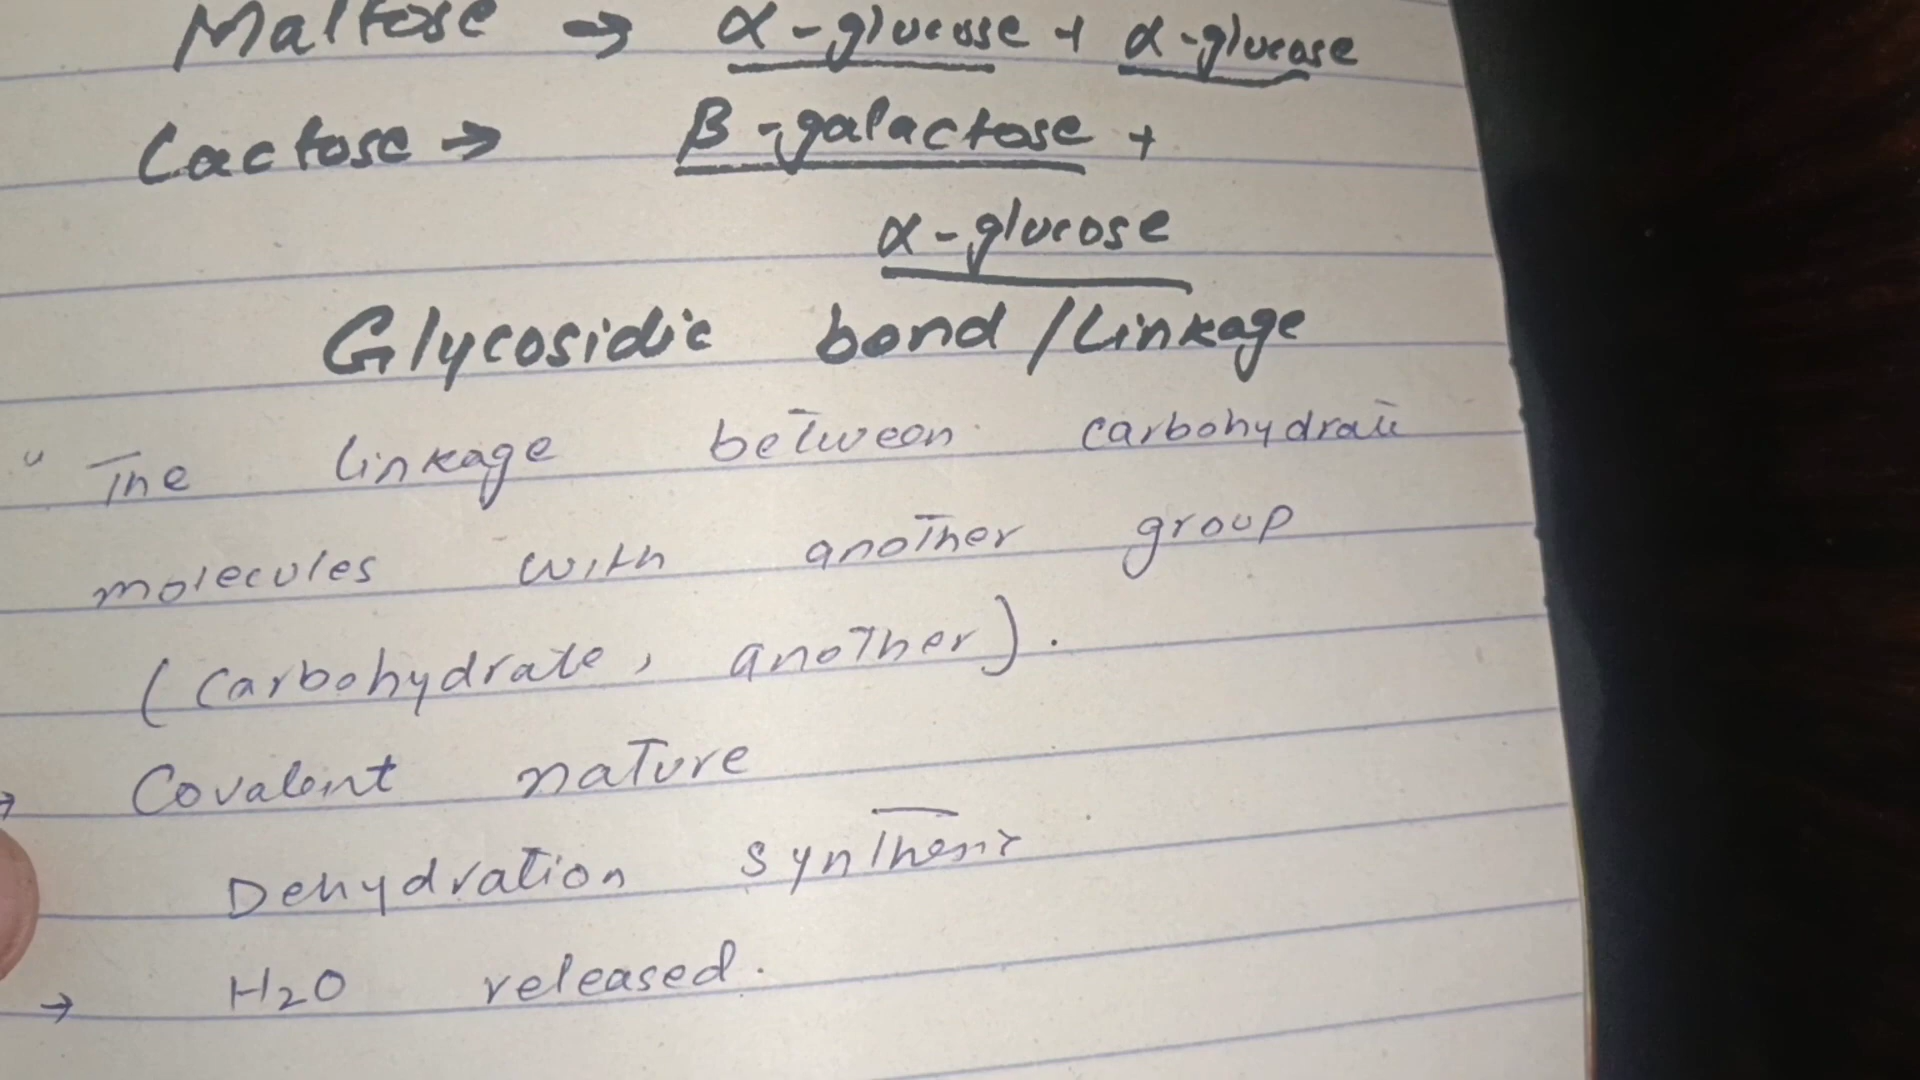 Maltose → α-glucose + α-glucase
Lactose → β-galactose +
α-glucose
Glycosidic bond/Linkage
" The linkage between carbohydrate
molecules with another group
(carbohydrate, another).
→ Covalent nature
Dehydration synthesis
→ H2O released.